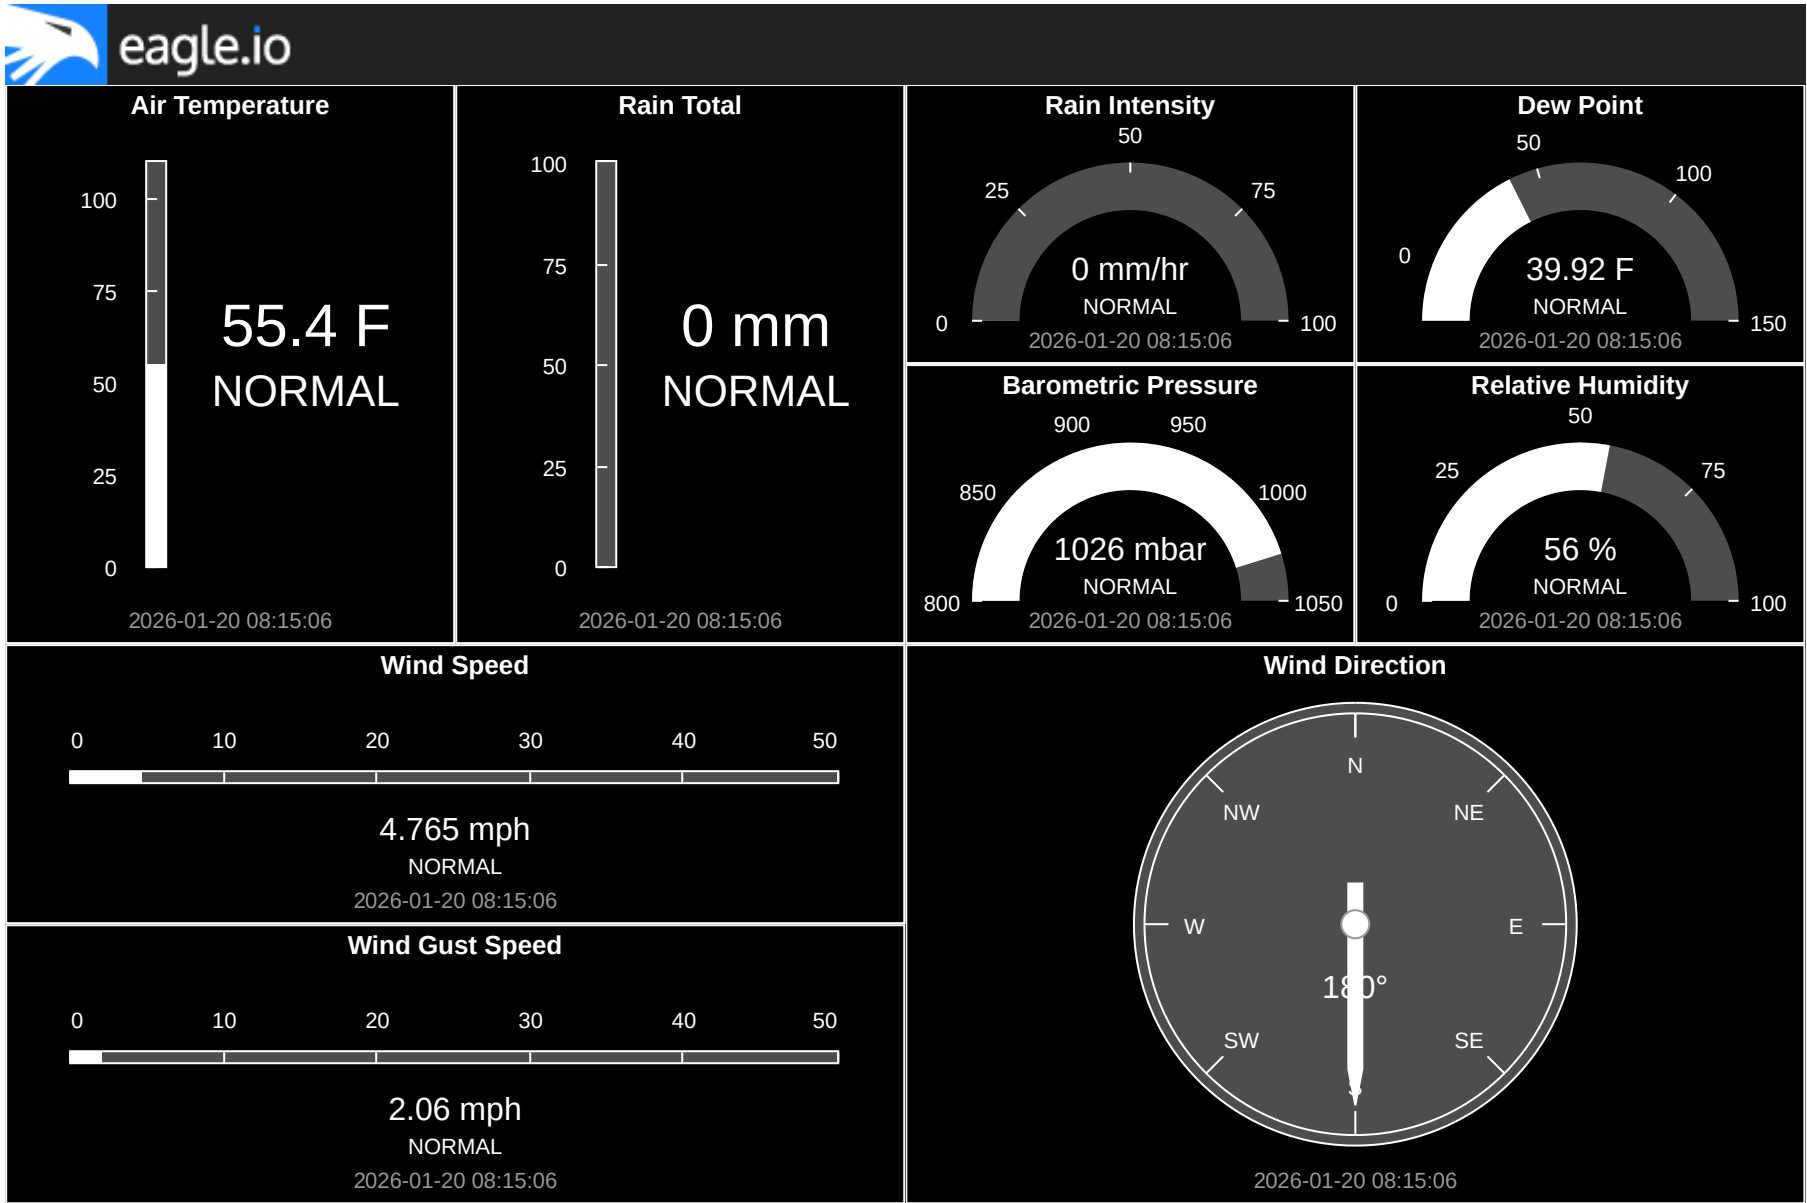 eagle.io
Air Temperature
100
75
50
25
0
55.4 F
NORMAL
2026-01-20 08:15:06
Rain Total
100
75
50
25
0
0 mm
NORMAL
2026-01-20 08:15:06
Rain Intensity
0
25
50
75
100
0 mm/hr
NORMAL
2026-01-20 08:15:06
Dew Point
0
50
100
150
39.92 F
NORMAL
2026-01-20 08:15:06
Barometric Pressure
800
850
900
950
1000
1050
1026 mbar
NORMAL
2026-01-20 08:15:06
Relative Humidity
0
25
50
75
100
56 %
NORMAL
2026-01-20 08:15:06
Wind Speed
0 10 20 30 40 50
4.765 mph
NORMAL
2026-01-20 08:15:06
Wind Gust Speed
0 10 20 30 40 50
2.06 mph
NORMAL
2026-01-20 08:15:06
Wind Direction
N
NW NE
W E
180°
SW SE
S
2026-01-20 08:15:06